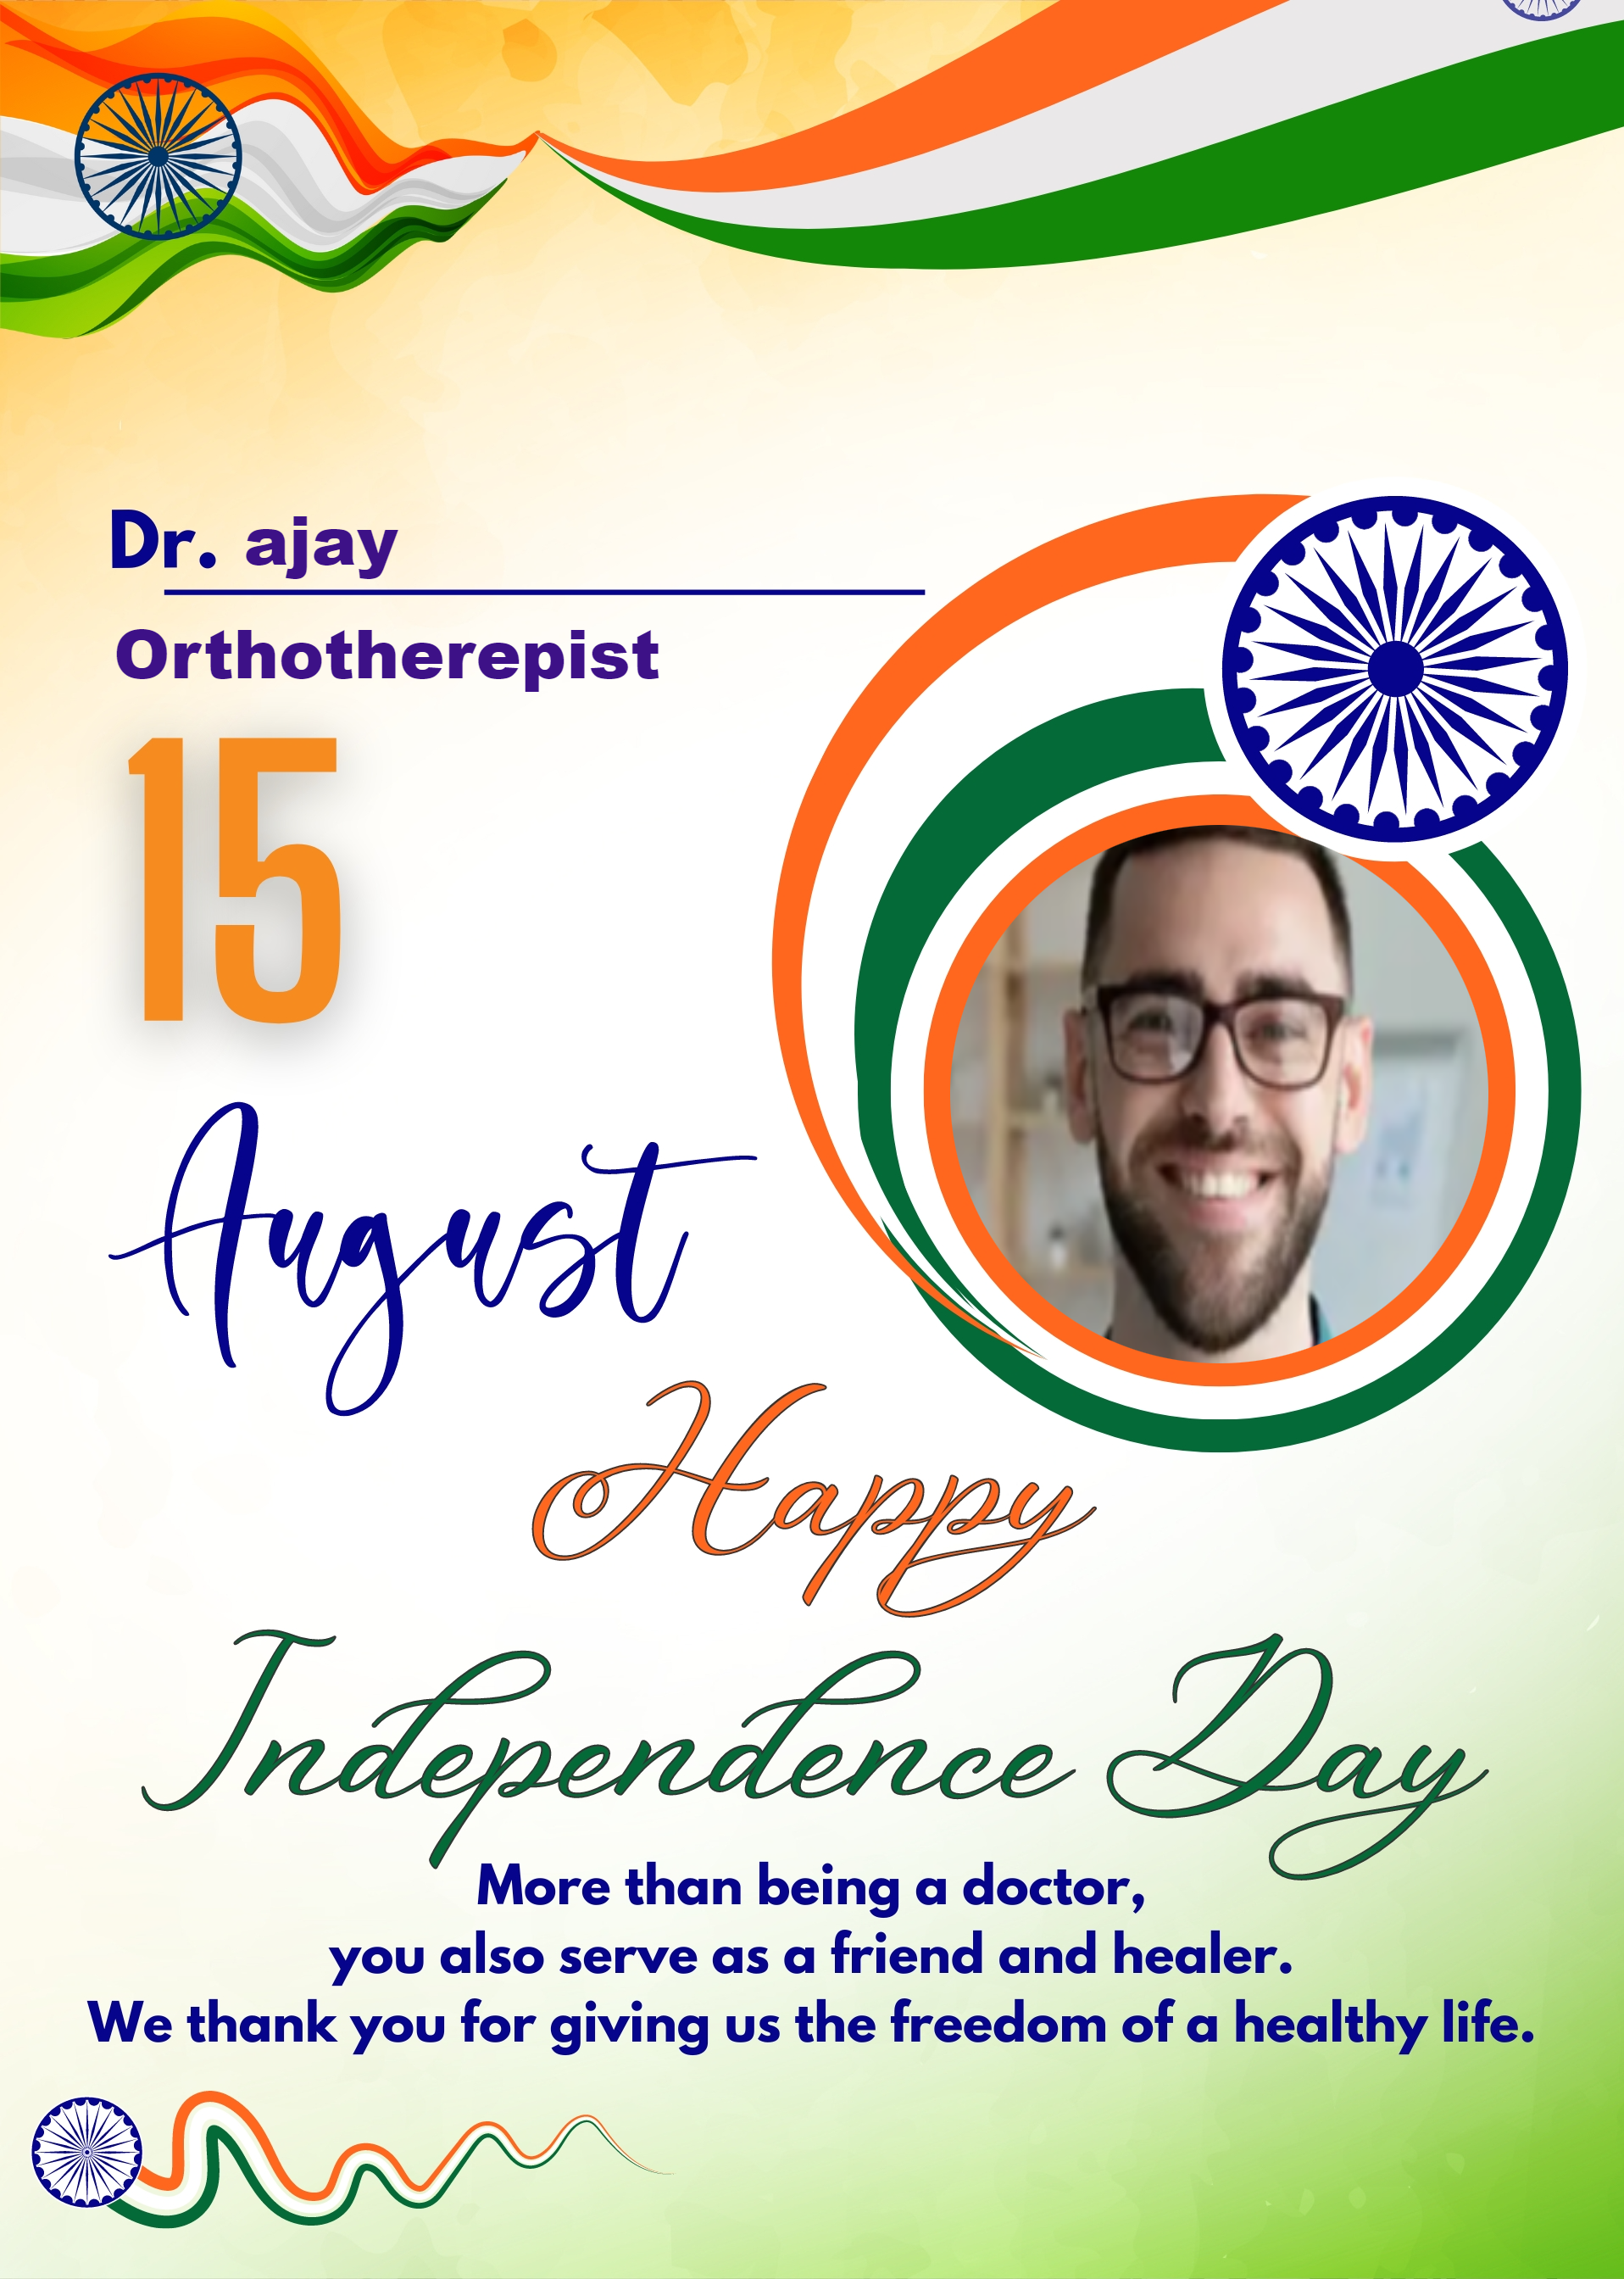 Dr. ajay
Orthotherepist
15
August
Happy
Independence Day
More than being a doctor,
you also serve as a friend and healer.
We thank you for giving us the freedom of a healthy life.